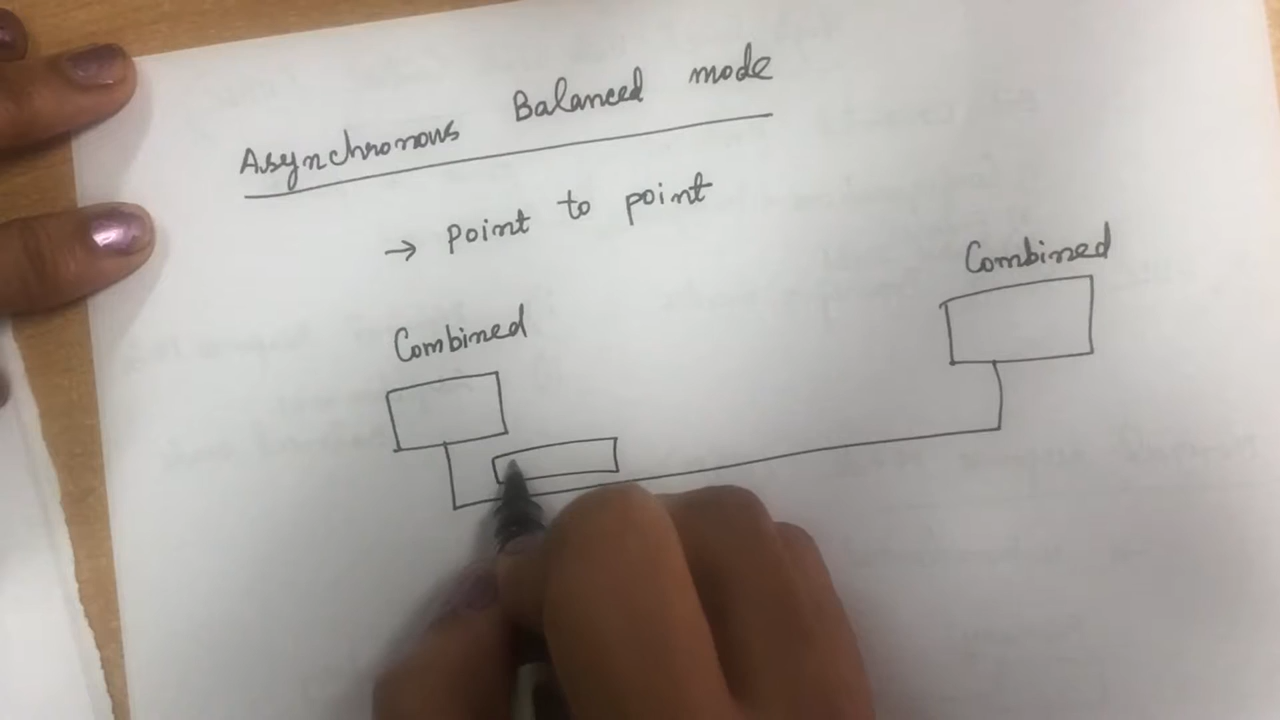 Asynchronous Balanced mode
→ Point to point
Combined
Combined